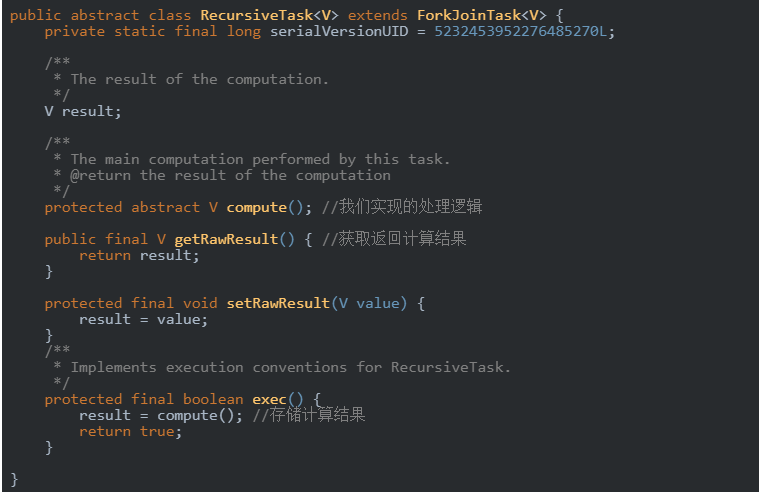 public abstract class RecursiveTask<V> extends ForkJoinTask<V> {
    private static final long serialVersionUID = 5232453952276485270L;

    /**
     * The result of the computation.
     */
    V result;

    /**
     * The main computation performed by this task.
     * @return the result of the computation
     */
    protected abstract V compute(); //我们实现的处理逻辑

    public final V getRawResult() { //获取返回计算结果
        return result;
    }

    protected final void setRawResult(V value) {
        result = value;
    }
    /**
     * Implements execution conventions for RecursiveTask.
     */
    protected final boolean exec() {
        result = compute(); //存储计算结果
        return true;
    }

}